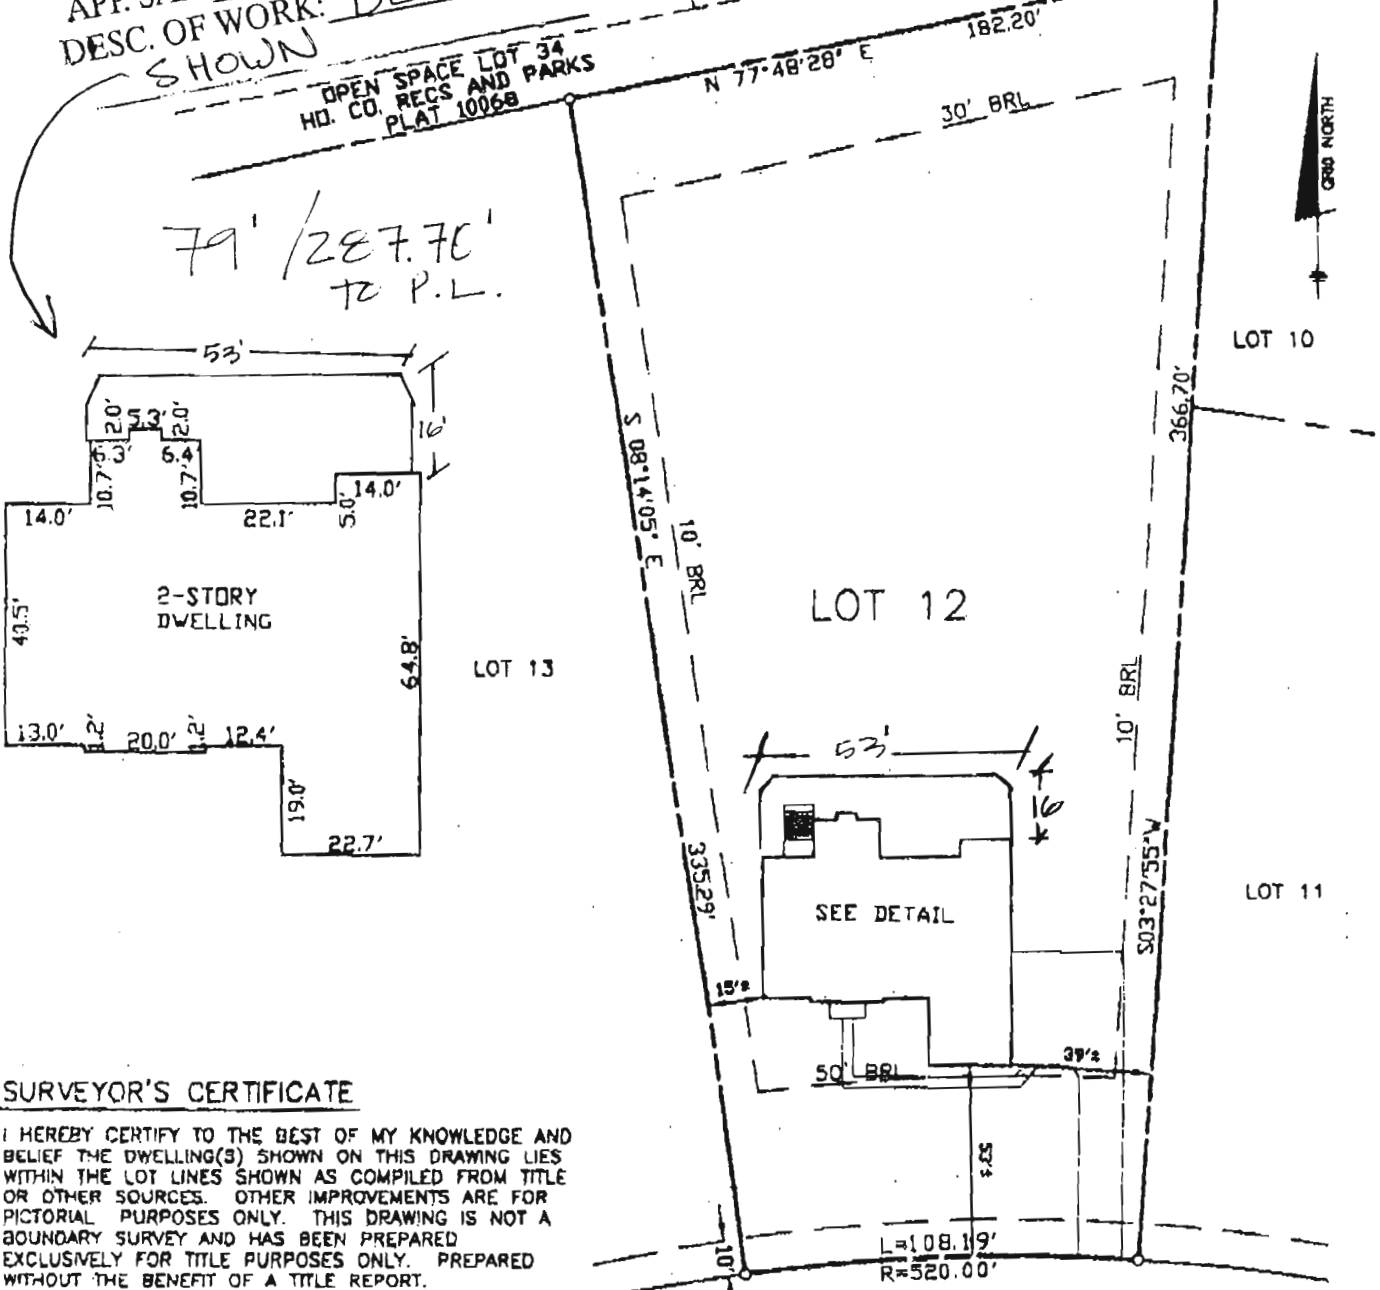 DESC. OF WORK:
SHOWN
OPEN SPACE LOT 34
HO. CO. RECS AND PARKS
PLAT 10068
N 77°48'28" E
182.20'
30' BRL
GRID NORTH
79' / 287.70'
to P.L.
LOT 10
53'
16'
2.0'
5.3'
2.0'
6.3'
6.4'
10.7'
10.7'
14.0'
14.0'
22.1'
5.0'
366.70'
S 08°14'05" E
10' BRL
2-STORY
DWELLING
40.5'
64.8'
LOT 13
LOT 12
10' BRL
13.0'
1.2'
20.0'
1.2'
12.4'
19.0'
22.7'
53'
16
335.29'
S03°27'55"W
LOT 11
SEE DETAIL
15'±
50' BRL
39'±
53'±
10'
L=108.19'
R=520.00'
SURVEYOR'S CERTIFICATE
I HEREBY CERTIFY TO THE BEST OF MY KNOWLEDGE AND
BELIEF THE DWELLING(S) SHOWN ON THIS DRAWING LIES
WITHIN THE LOT LINES SHOWN AS COMPILED FROM TITLE
OR OTHER SOURCES. OTHER IMPROVEMENTS ARE FOR
PICTORIAL PURPOSES ONLY. THIS DRAWING IS NOT A
BOUNDARY SURVEY AND HAS BEEN PREPARED
EXCLUSIVELY FOR TITLE PURPOSES ONLY. PREPARED
WITHOUT THE BENEFIT OF A TITLE REPORT.